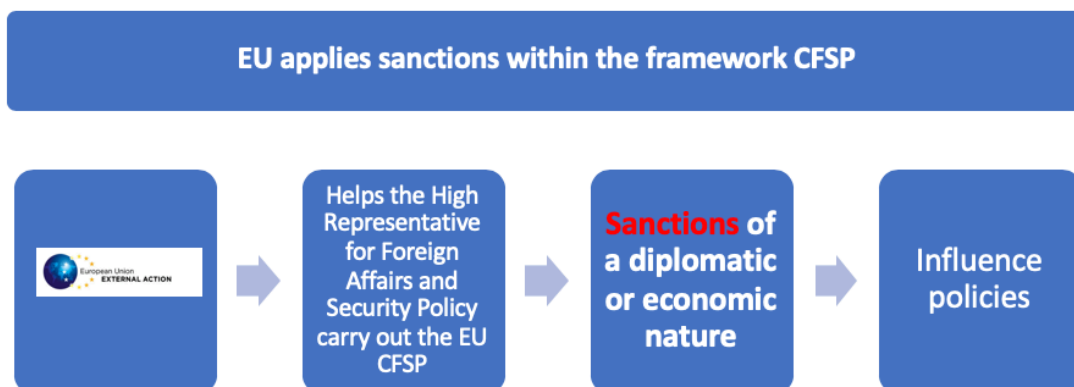 EU applies sanctions within the framework CFSP
European Union
EXTERNAL ACTION
Helps the High
Representative
for Foreign
Affairs and
Security Policy
carry out the EU
CFSP
Sanctions of
a diplomatic
or economic
nature
Influence
policies